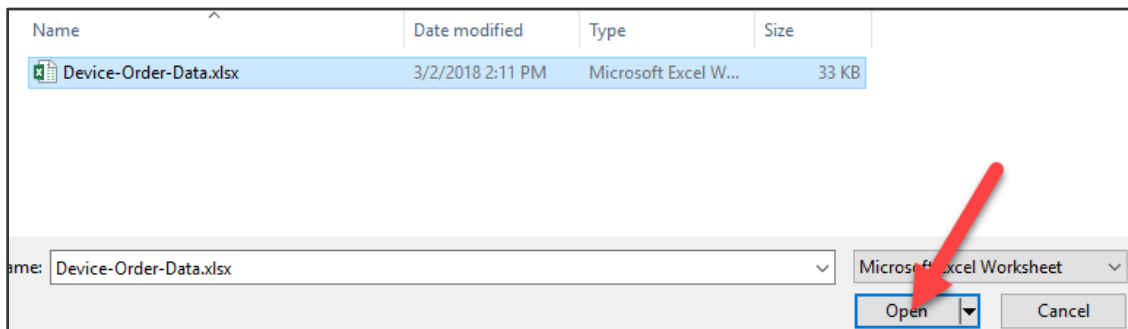 Name Date modified Type Size
Device-Order-Data.xlsx 3/2/2018 2:11 PM Microsoft Excel W... 33 KB
ame: Device-Order-Data.xlsx Microsoft Excel Worksheet
Open Cancel